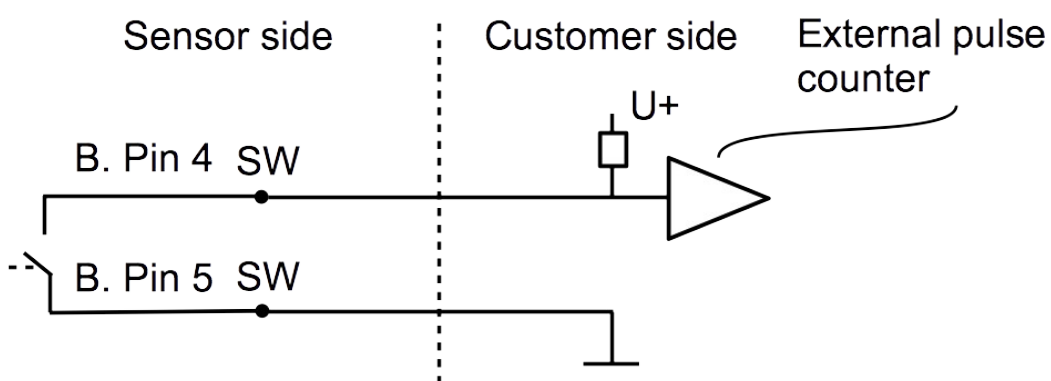 Sensor side
Customer side
External pulse
counter
U+
B. Pin 4 SW
B. Pin 5 SW